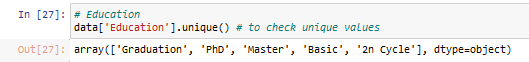 In [27]: # Education
data['Education'].unique() # to check unique values
Out[27]: array(['Graduation', 'PhD', 'Master', 'Basic', '2n Cycle'], dtype=object)